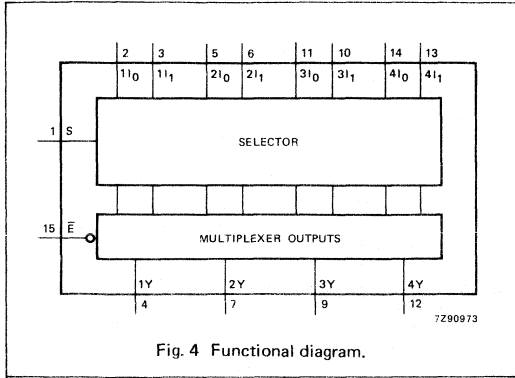 2 3 5 6 11 10 14 13
1I0 1I1 2I0 2I1 3I0 3I1 4I0 4I1
1 S
SELECTOR
15 E̅
MULTIPLEXER OUTPUTS
1Y 2Y 3Y 4Y
4 7 9 12
7Z90973
Fig. 4 Functional diagram.